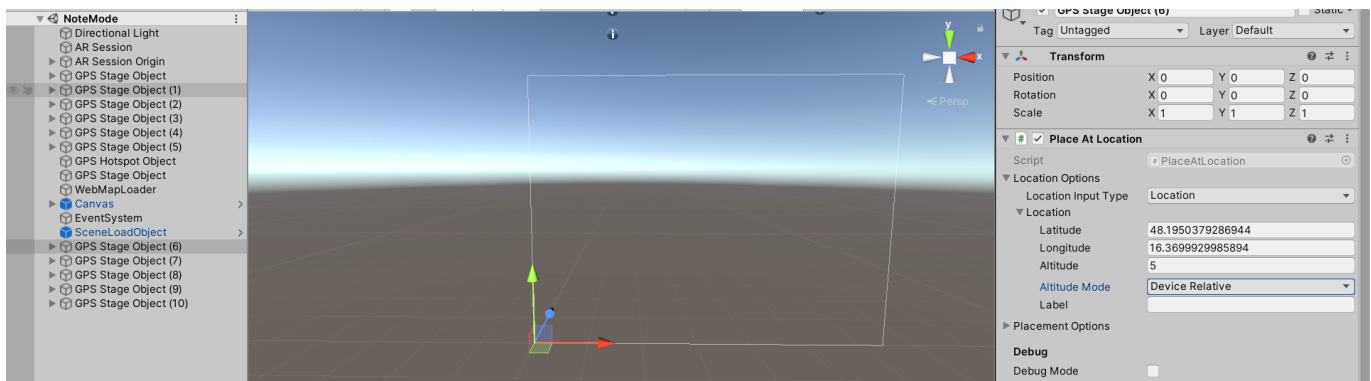 NoteMode
Directional Light
AR Session
AR Session Origin
GPS Stage Object
GPS Stage Object (1)
GPS Stage Object (2)
GPS Stage Object (3)
GPS Stage Object (4)
GPS Stage Object (5)
GPS Hotspot Object
GPS Stage Object
WebMapLoader
Canvas
EventSystem
SceneLoadObject
GPS Stage Object (6)
GPS Stage Object (7)
GPS Stage Object (8)
GPS Stage Object (9)
GPS Stage Object (10)
y
x
Persp
GPS Stage Object (6) Static
Tag Untagged Layer Default
Transform
Position X 0 Y 0 Z 0
Rotation X 0 Y 0 Z 0
Scale X 1 Y 1 Z 1
# Place At Location
Script # PlaceAtLocation
Location Options
Location Input Type Location
Location
Latitude 48.1950379286944
Longitude 16.3699929985894
Altitude 5
Altitude Mode Device Relative
Label
Placement Options
Debug
Debug Mode